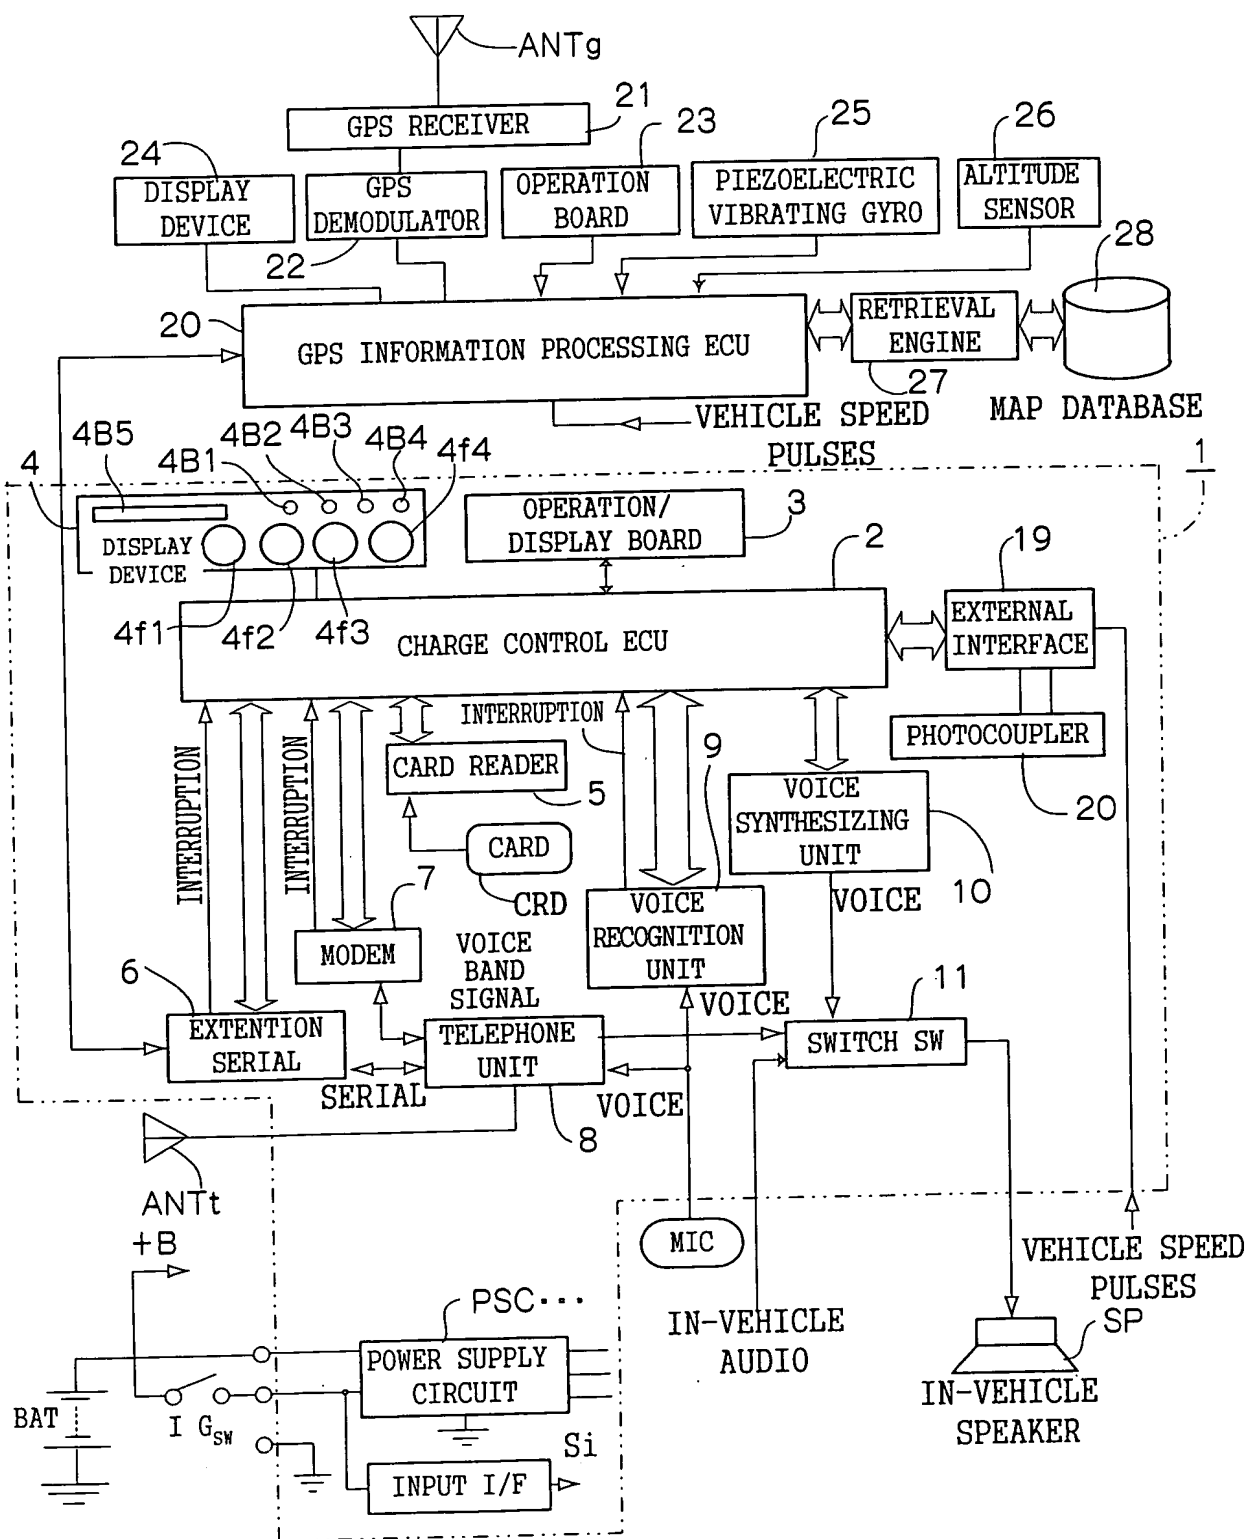 ANTg
GPS RECEIVER
21
23
25
26
24
DISPLAY
DEVICE
GPS
DEMODULATOR
OPERATION
BOARD
PIEZOELECTRIC
VIBRATING GYRO
ALTITUDE
SENSOR
22
28
20
GPS INFORMATION PROCESSING ECU
RETRIEVAL
ENGINE
27
MAP DATABASE
VEHICLE SPEED
PULSES
4
4B5
4B1
4B2
4B3
4B4
4f4
1
DISPLAY
DEVICE
OPERATION/
DISPLAY BOARD
3
2
19
4f1
4f2
4f3
CHARGE CONTROL ECU
EXTERNAL
INTERFACE
INTERRUPTION
INTERRUPTION
INTERRUPTION
PHOTOCOUPLER
20
CARD READER
5
9
VOICE
SYNTHESIZING
UNIT
10
CARD
CRD
7
MODEM
VOICE
BAND
SIGNAL
VOICE
RECOGNITION
UNIT
VOICE
VOICE
11
6
EXTENTION
SERIAL
TELEPHONE
UNIT
SWITCH SW
SERIAL
8
VOICE
ANTt
+B
MIC
VEHICLE SPEED
PULSES
IN-VEHICLE
AUDIO
SP
IN-VEHICLE
SPEAKER
PSC···
POWER SUPPLY
CIRCUIT
BAT
I GSW
Si
INPUT I/F